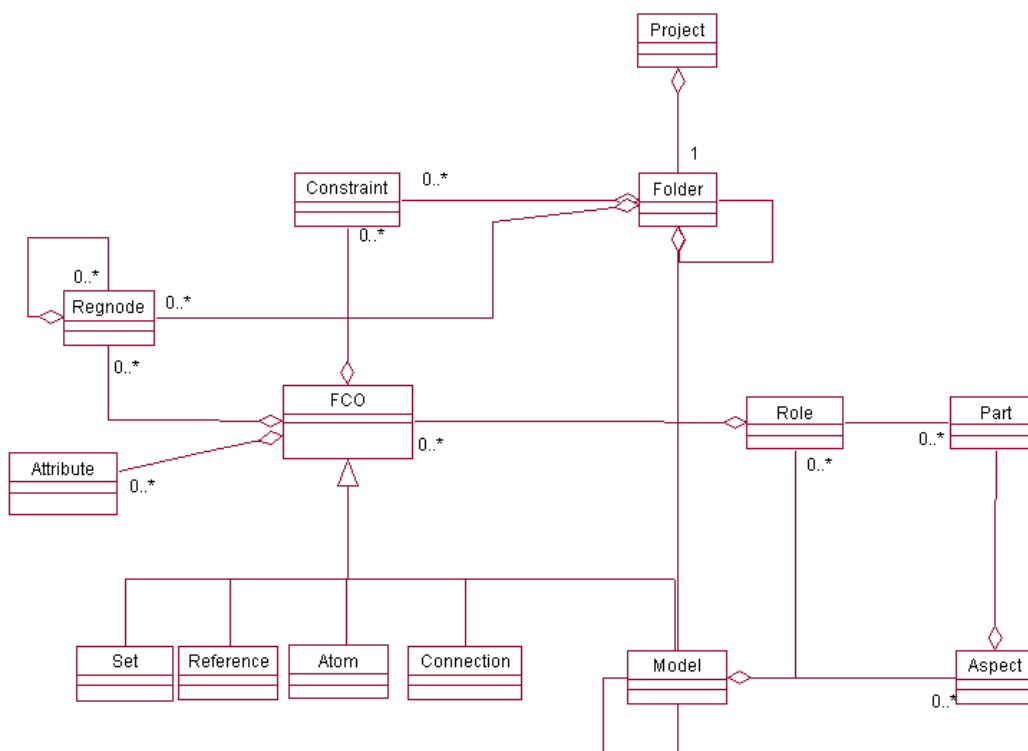 Project
1
Constraint
0..*
Folder
0..*
0..*
Regnode
0..*
0..*
FCO
0..*
Role
0..*
Part
0..*
Attribute
0..*
Set
Reference
Atom
Connection
Model
0..*
Aspect